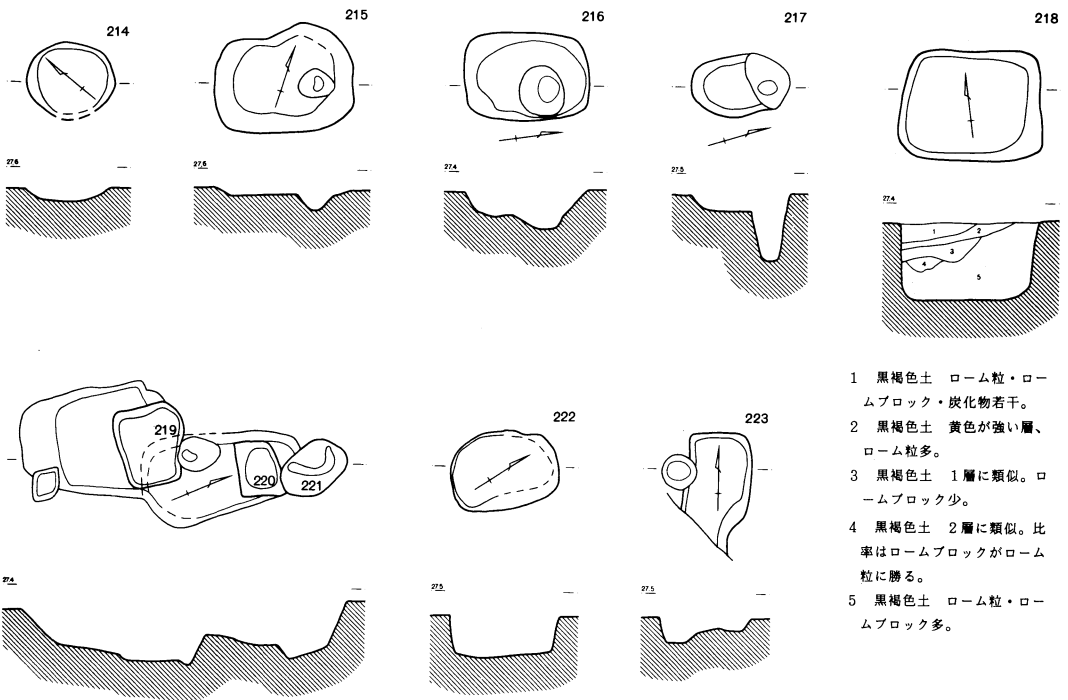 214
215
216
217
218
27.6
27.6
27.4
27.5
27.4
1
2
3
4
5
219
220
221
222
223
27.4
27.5
27.5
1 黒褐色土 ローム粒・ロー
ムブロック・炭化物若干。
2 黒褐色土 黄色が強い層、
ローム粒多。
3 黒褐色土 1層に類似。ロ
ームブロック少。
4 黒褐色土 2層に類似。比
率はロームブロックがローム
粒に勝る。
5 黒褐色土 ローム粒・ロー
ムブロック多。